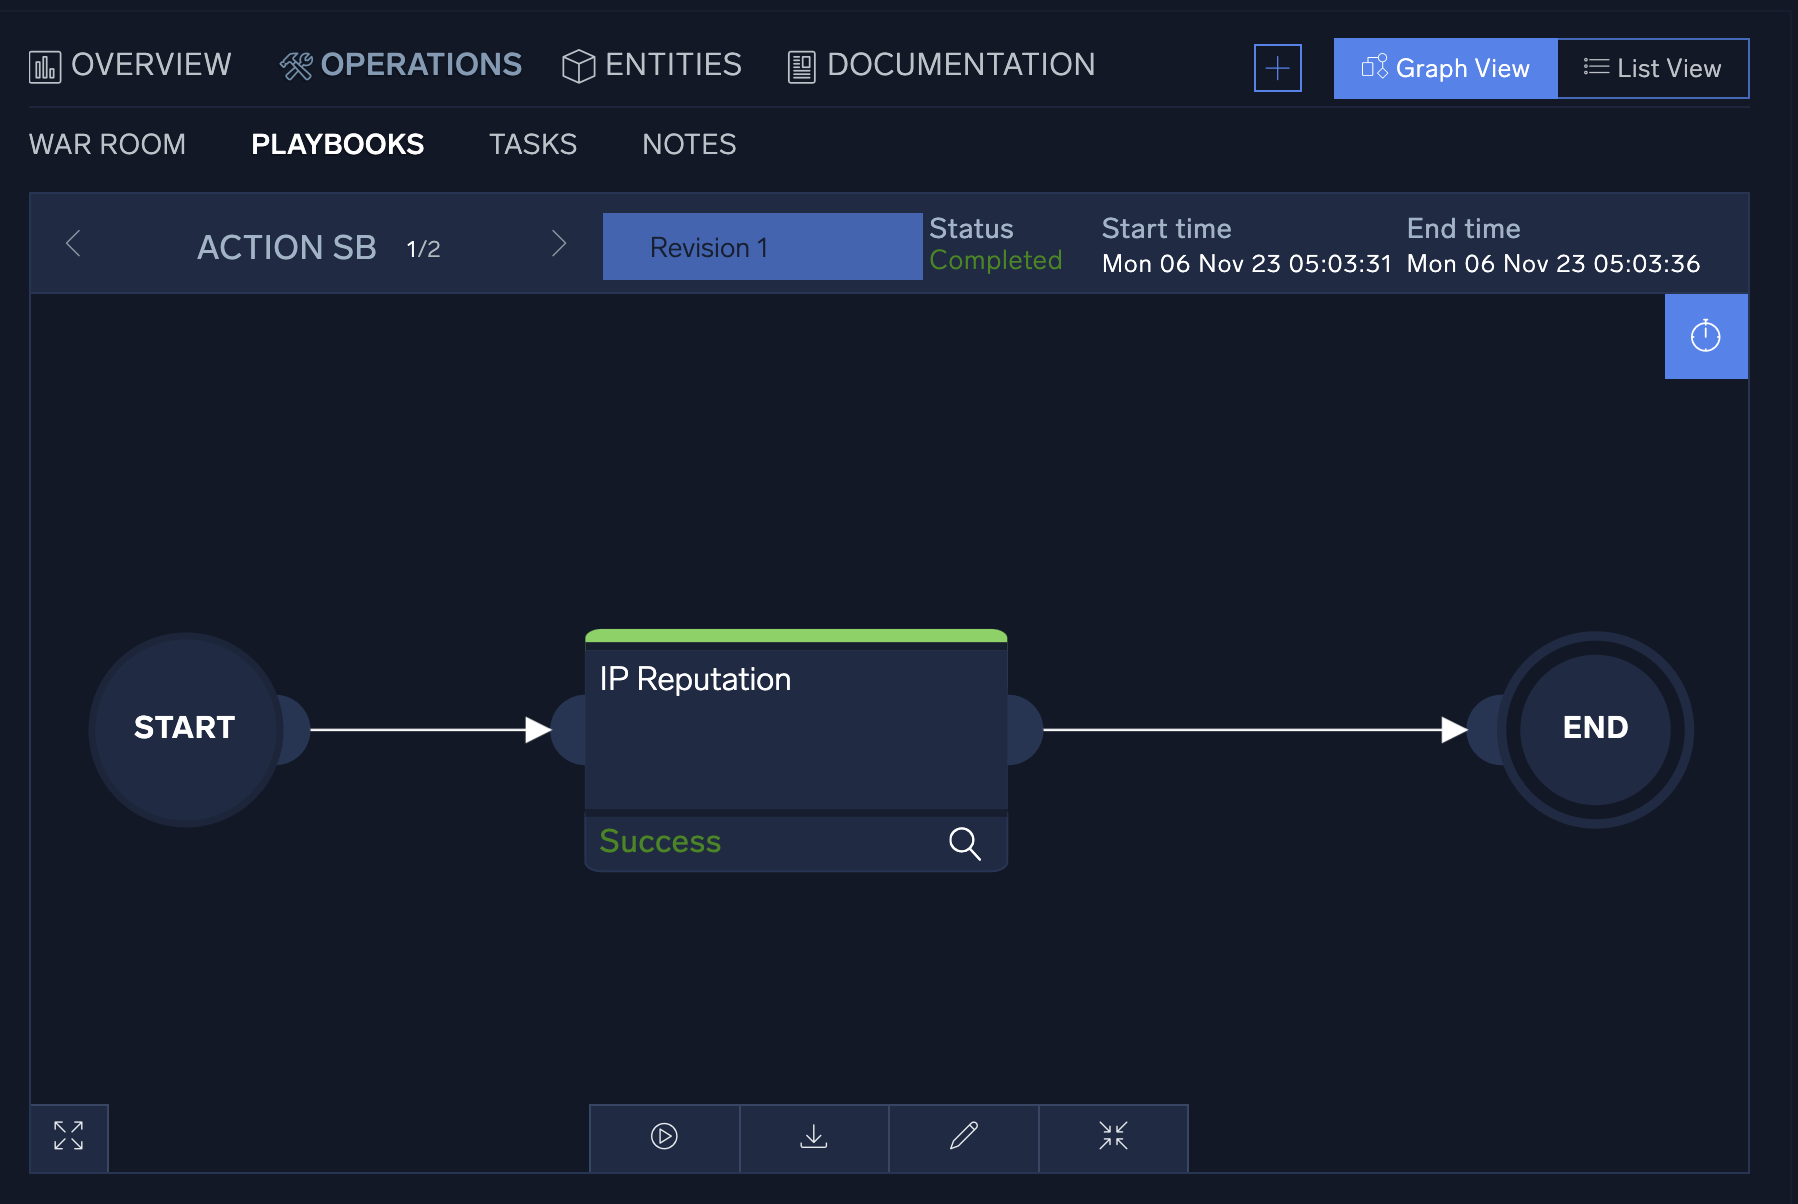 OVERVIEW OPERATIONS ENTITIES DOCUMENTATION Graph View List View
WAR ROOM PLAYBOOKS TASKS NOTES
ACTION SB 1/2 Revision 1
Status
Completed
Start time
Mon 06 Nov 23 05:03:31
End time
Mon 06 Nov 23 05:03:36
START
IP Reputation
Success
END